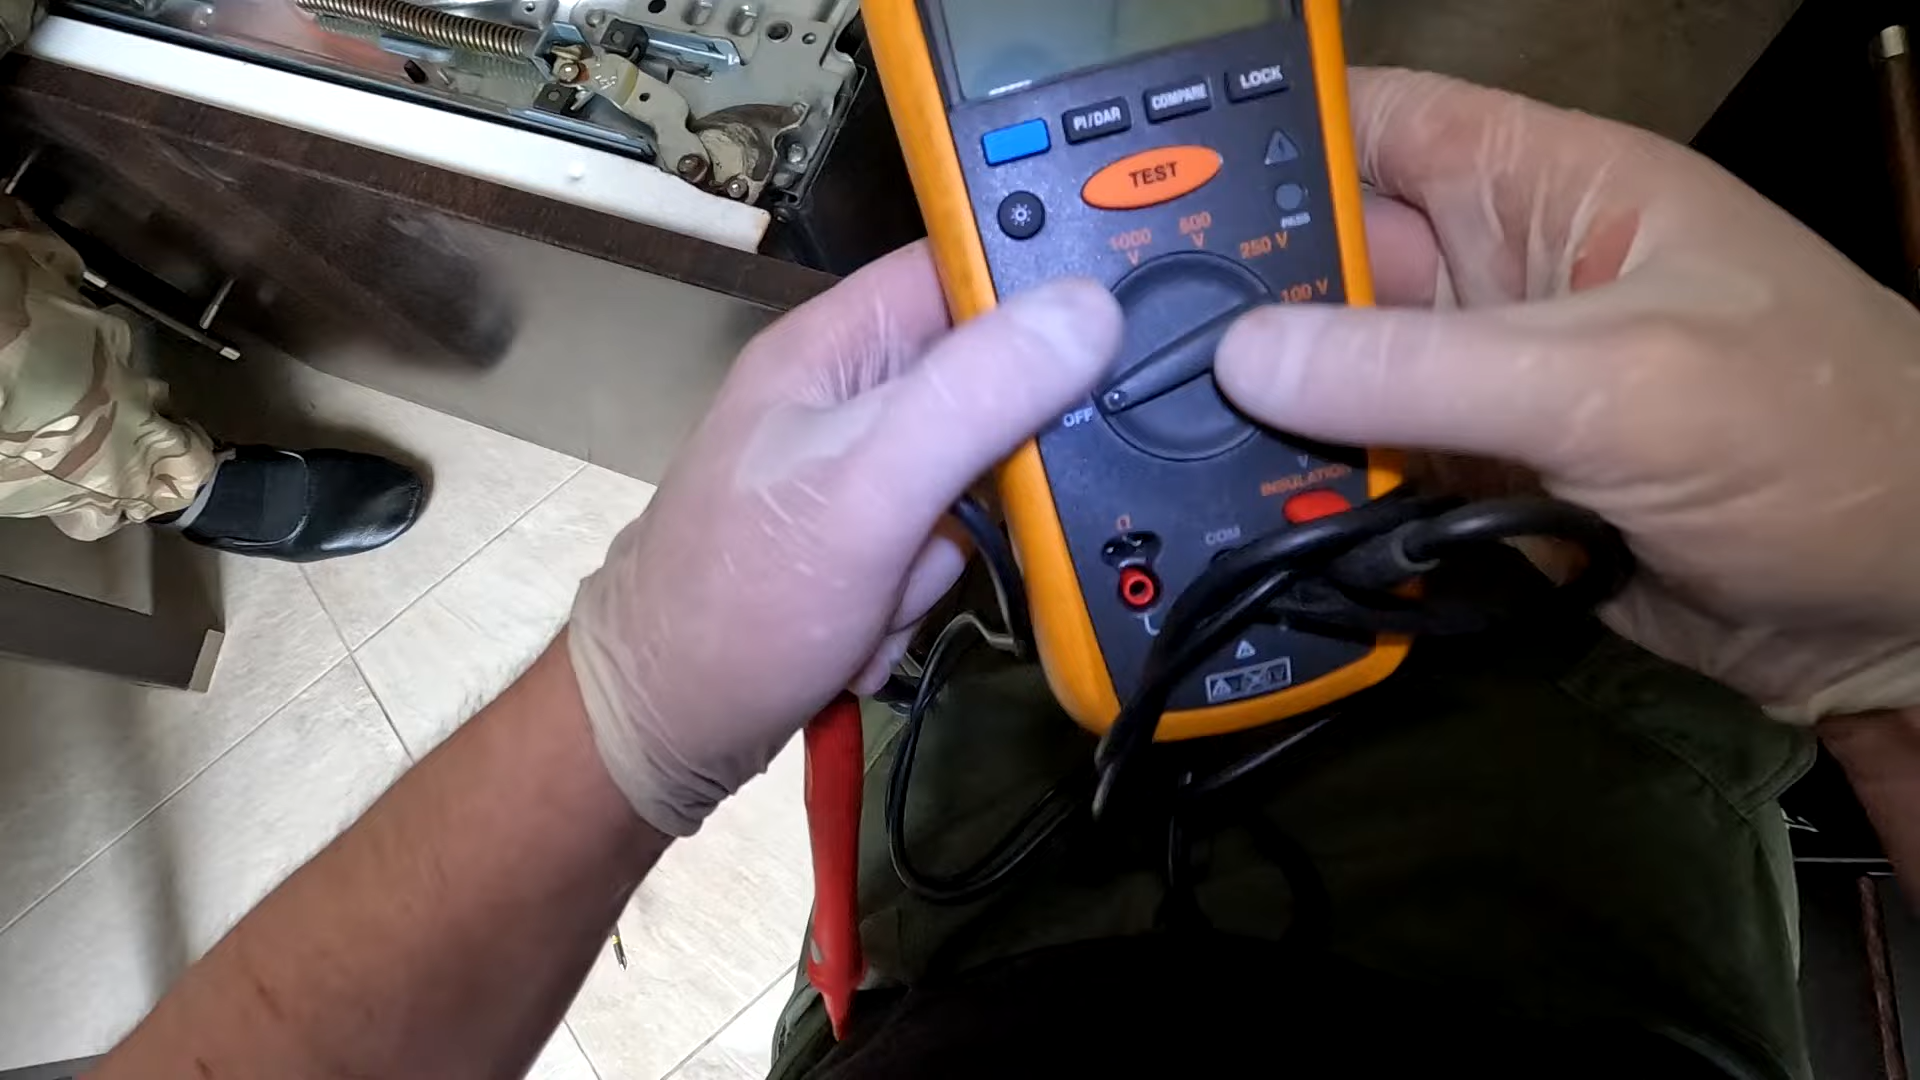 LOCK
COMPARE
PI/DAR
TEST
PASS
500
V
1000
V
250 V
100 V
OFF
V
INSULATION
Ω
COM